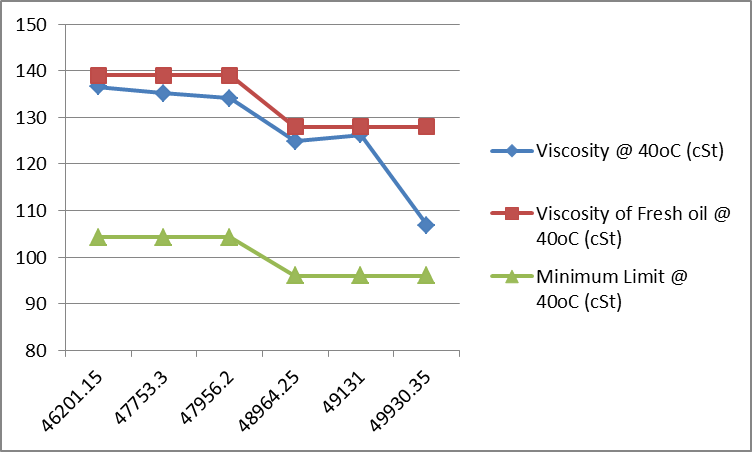 150
140
130
120
110
100
90
80
46201.15
47753.3
47956.2
48964.25
49131
49930.35
Viscosity @ 40oC (cSt)
Viscosity of Fresh oil @
40oC (cSt)
Minimum Limit @
40oC (cSt)